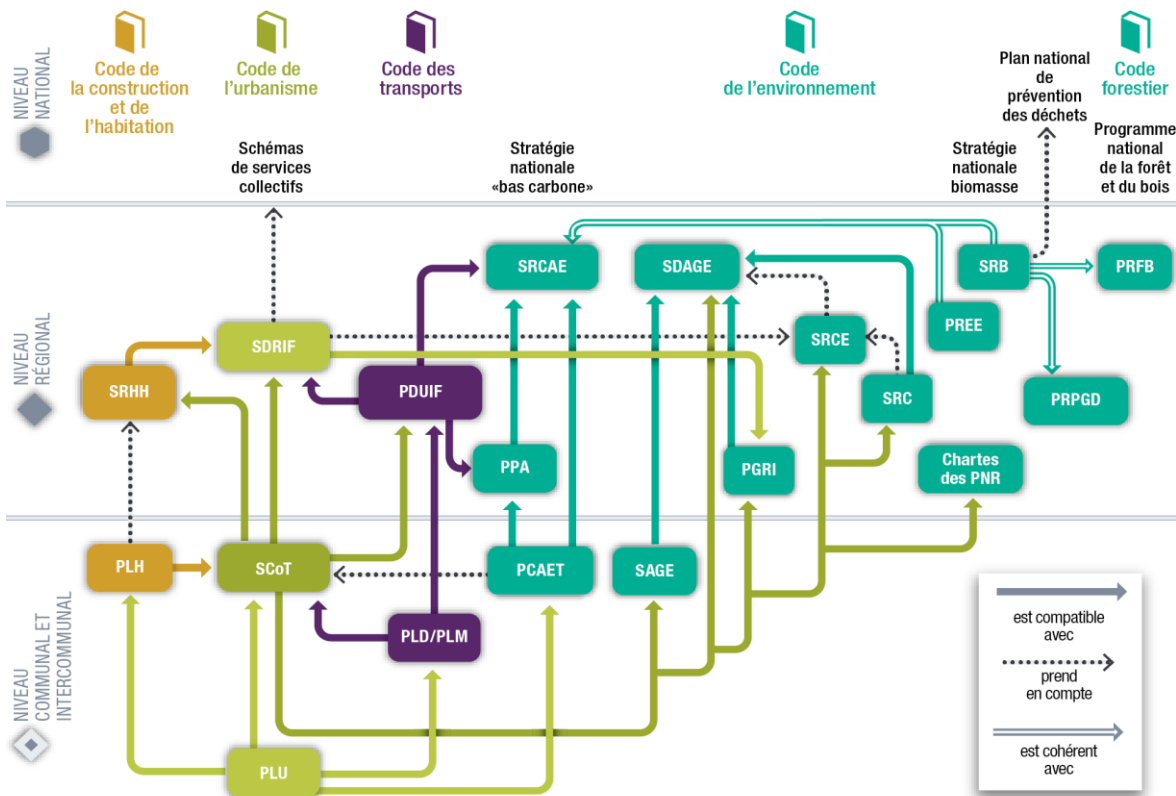 NIVEAU
NATIONAL
Code de
la construction
et de
l'habitation
Code de
l'urbanisme
Code des
transports
Code
de l'environnement
Plan national
de
prévention
des déchets
Code
forestier
Schémas
de services
collectifs
Stratégie
nationale
«bas carbone»
Stratégie
nationale
biomasse
Programme
national
de la forêt
et du bois
NIVEAU
RÉGIONAL
SRCAE
SDAGE
SRB
PRFB
SDRIF
SRCE
PREE
SRHH
PDUIF
SRC
PRPGD
PPA
PGRI
Chartes
des PNR
NIVEAU
COMMUNAL ET
INTERCOMMUNAL
PLH
SCoT
PCAET
SAGE
PLD/PLM
PLU
est compatible
avec
prend
en compte
est cohérent
avec